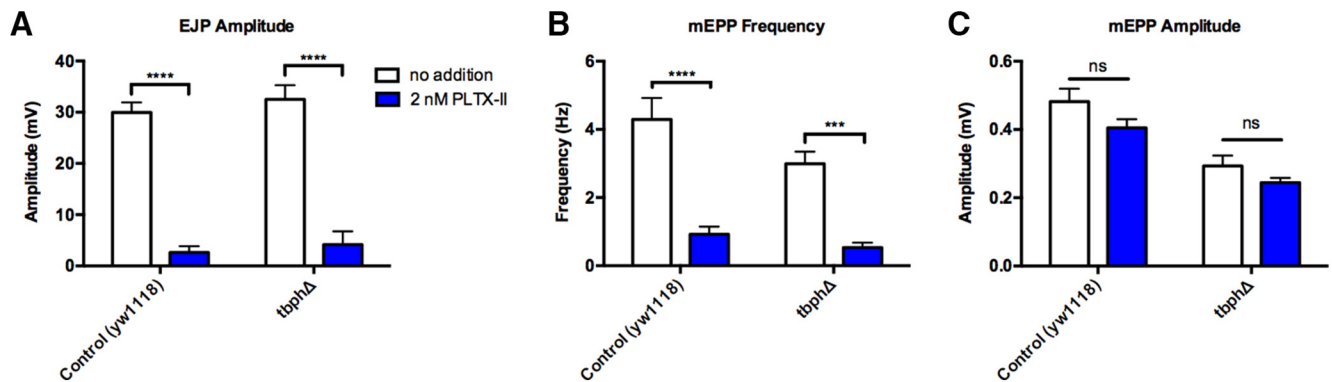 A
EJP Amplitude
Amplitude (mV)
40
30
20
10
0
****
****
no addition
2 nM PLTX-II
Control (yw1118)
tbphΔ
B
mEPP Frequency
Frequency (Hz)
6
4
2
0
****
***
Control (yw1118)
tbphΔ
C
mEPP Amplitude
Amplitude (mV)
0.6
0.4
0.2
0.0
ns
ns
Control (yw1118)
tbphΔ